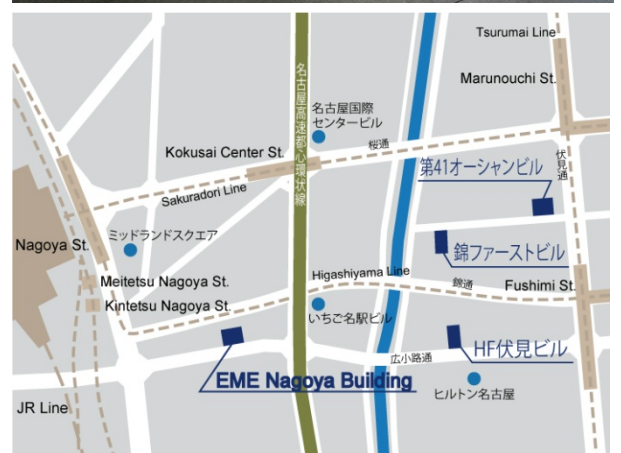 Tsurumai Line
Marunouchi St.
名古屋高速都心環状線
名古屋国際
センタービル
桜通
Kokusai Center St.
伏見通
第41オーシャンビル
Sakuradori Line
ミッドランドスクエア
Nagoya St.
錦ファーストビル
Meitetsu Nagoya St.
Higashiyama Line
錦通
Fushimi St.
Kintetsu Nagoya St.
いちご名駅ビル
HF伏見ビル
広小路通
EME Nagoya Building
ヒルトン名古屋
JR Line